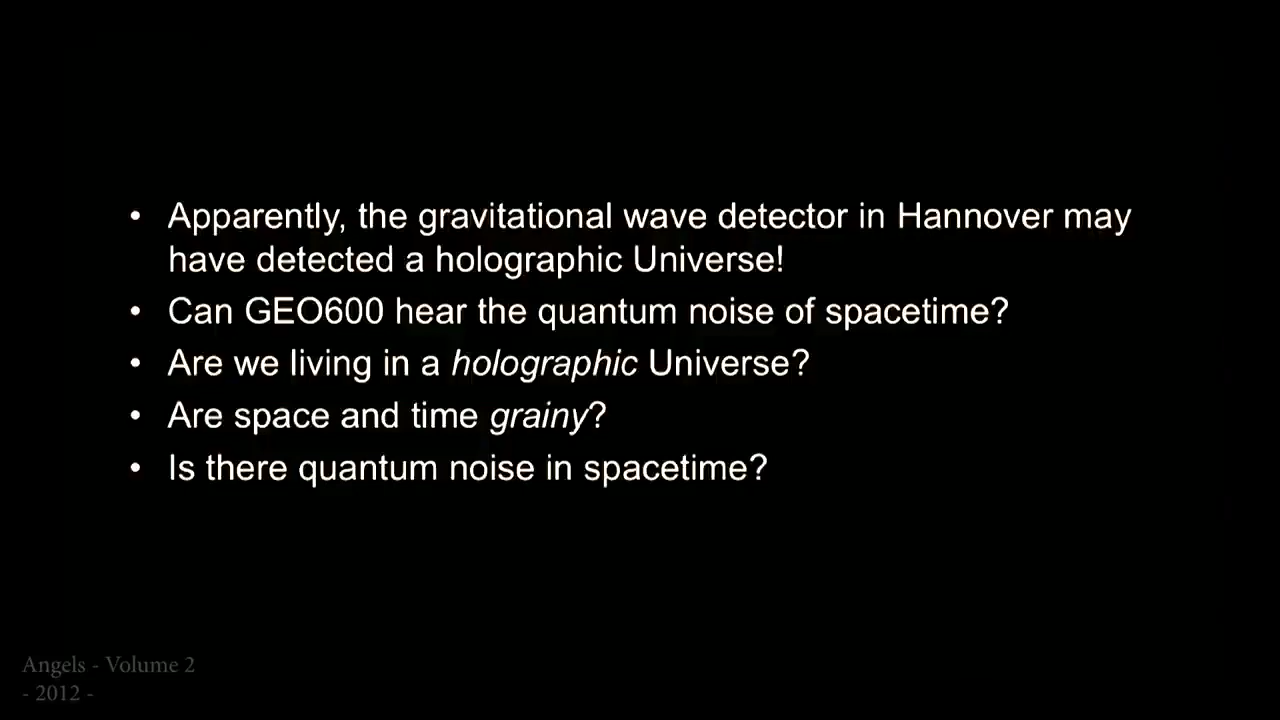 • Apparently, the gravitational wave detector in Hannover may
have detected a holographic Universe!
• Can GEO600 hear the quantum noise of spacetime?
• Are we living in a holographic Universe?
• Are space and time grainy?
• Is there quantum noise in spacetime?
Angels - Volume 2
- 2012 -